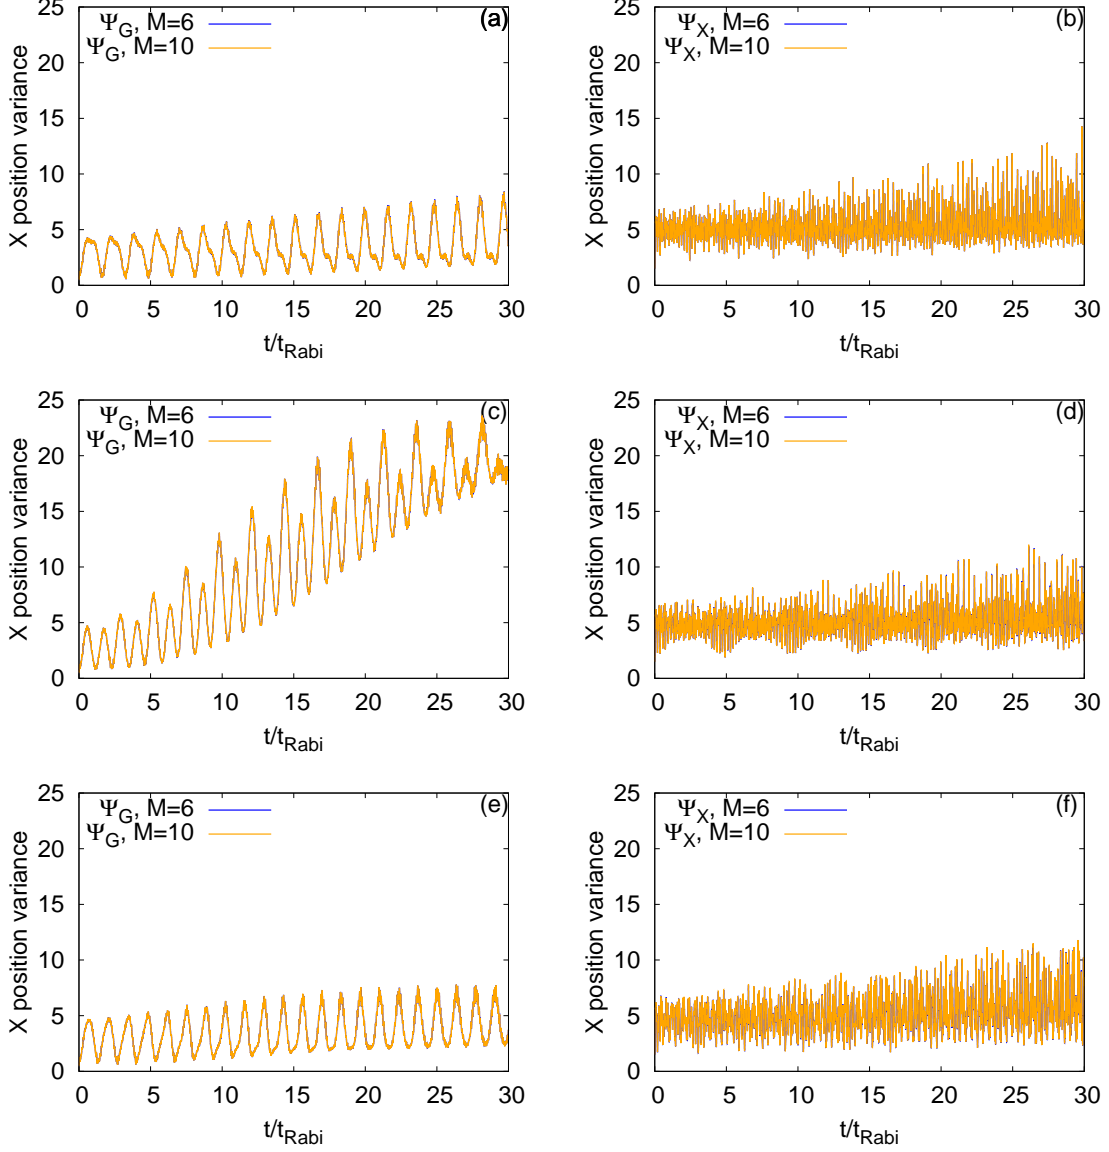 (a)
Ψ_G, M=6
Ψ_G, M=10
X position variance
25
20
15
10
5
0
0 5 10 15 20 25 30
t/t_Rabi
(b)
Ψ_X, M=6
Ψ_X, M=10
X position variance
25
20
15
10
5
0
0 5 10 15 20 25 30
t/t_Rabi
(c)
Ψ_G, M=6
Ψ_G, M=10
X position variance
25
20
15
10
5
0
0 5 10 15 20 25 30
t/t_Rabi
(d)
Ψ_X, M=6
Ψ_X, M=10
X position variance
25
20
15
10
5
0
0 5 10 15 20 25 30
t/t_Rabi
(e)
Ψ_G, M=6
Ψ_G, M=10
X position variance
25
20
15
10
5
0
0 5 10 15 20 25 30
t/t_Rabi
(f)
Ψ_X, M=6
Ψ_X, M=10
X position variance
25
20
15
10
5
0
0 5 10 15 20 25 30
t/t_Rabi